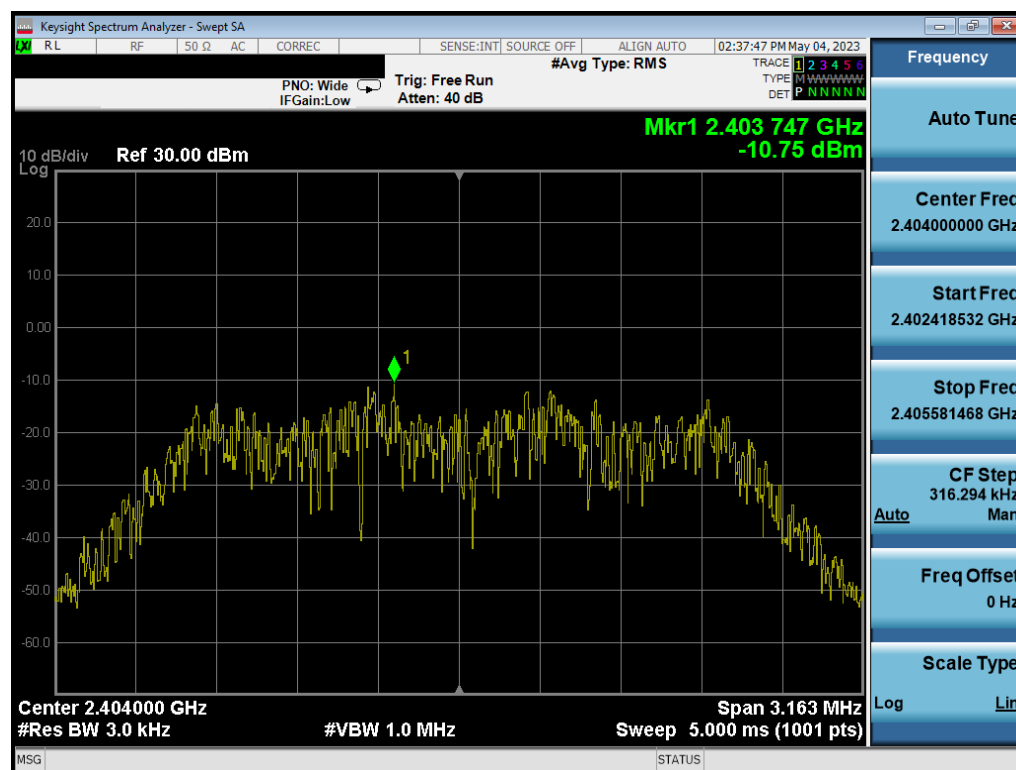 Keysight Spectrum Analyzer - Swept SA
LXI RL RF 50 Ω AC CORREC SENSE:INT SOURCE OFF ALIGN AUTO 02:37:47 PM May 04, 2023
#Avg Type: RMS
TRACE 1 2 3 4 5 6
TYPE M WWWWW
DET P N N N N N
PNO: Wide
IFGain:Low
Trig: Free Run
Atten: 40 dB
Mkr1 2.403 747 GHz
-10.75 dBm
10 dB/div Ref 30.00 dBm
Log
20.0
10.0
0.00
-10.0
-20.0
-30.0
-40.0
-50.0
-60.0
1
Center 2.404000 GHz
Span 3.163 MHz
#Res BW 3.0 kHz
#VBW 1.0 MHz
Sweep 5.000 ms (1001 pts)
MSG
STATUS
Frequency
Auto Tune
Center Freq
2.404000000 GHz
Start Freq
2.402418532 GHz
Stop Freq
2.405581468 GHz
CF Step
316.294 kHz
Auto Man
Freq Offset
0 Hz
Scale Type
Log Lin